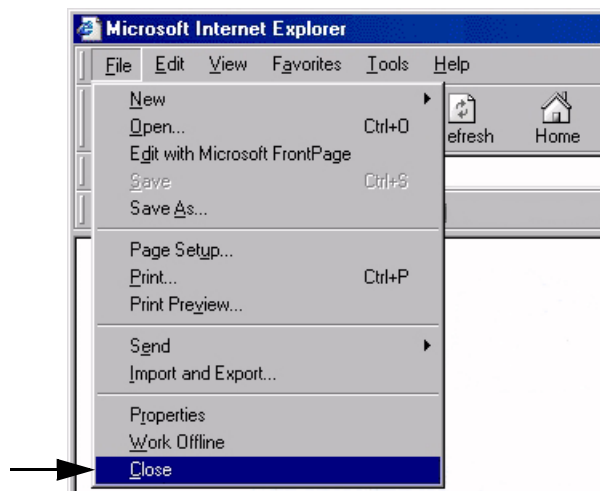 Microsoft Internet Explorer
File Edit View Favorites Tools Help
New
Open... Ctrl+O
efresh Home
Edit with Microsoft FrontPage
Save Ctrl+S
Save As...
Page Setup...
Print... Ctrl+P
Print Preview...
Send
Import and Export...
Properties
Work Offline
Close